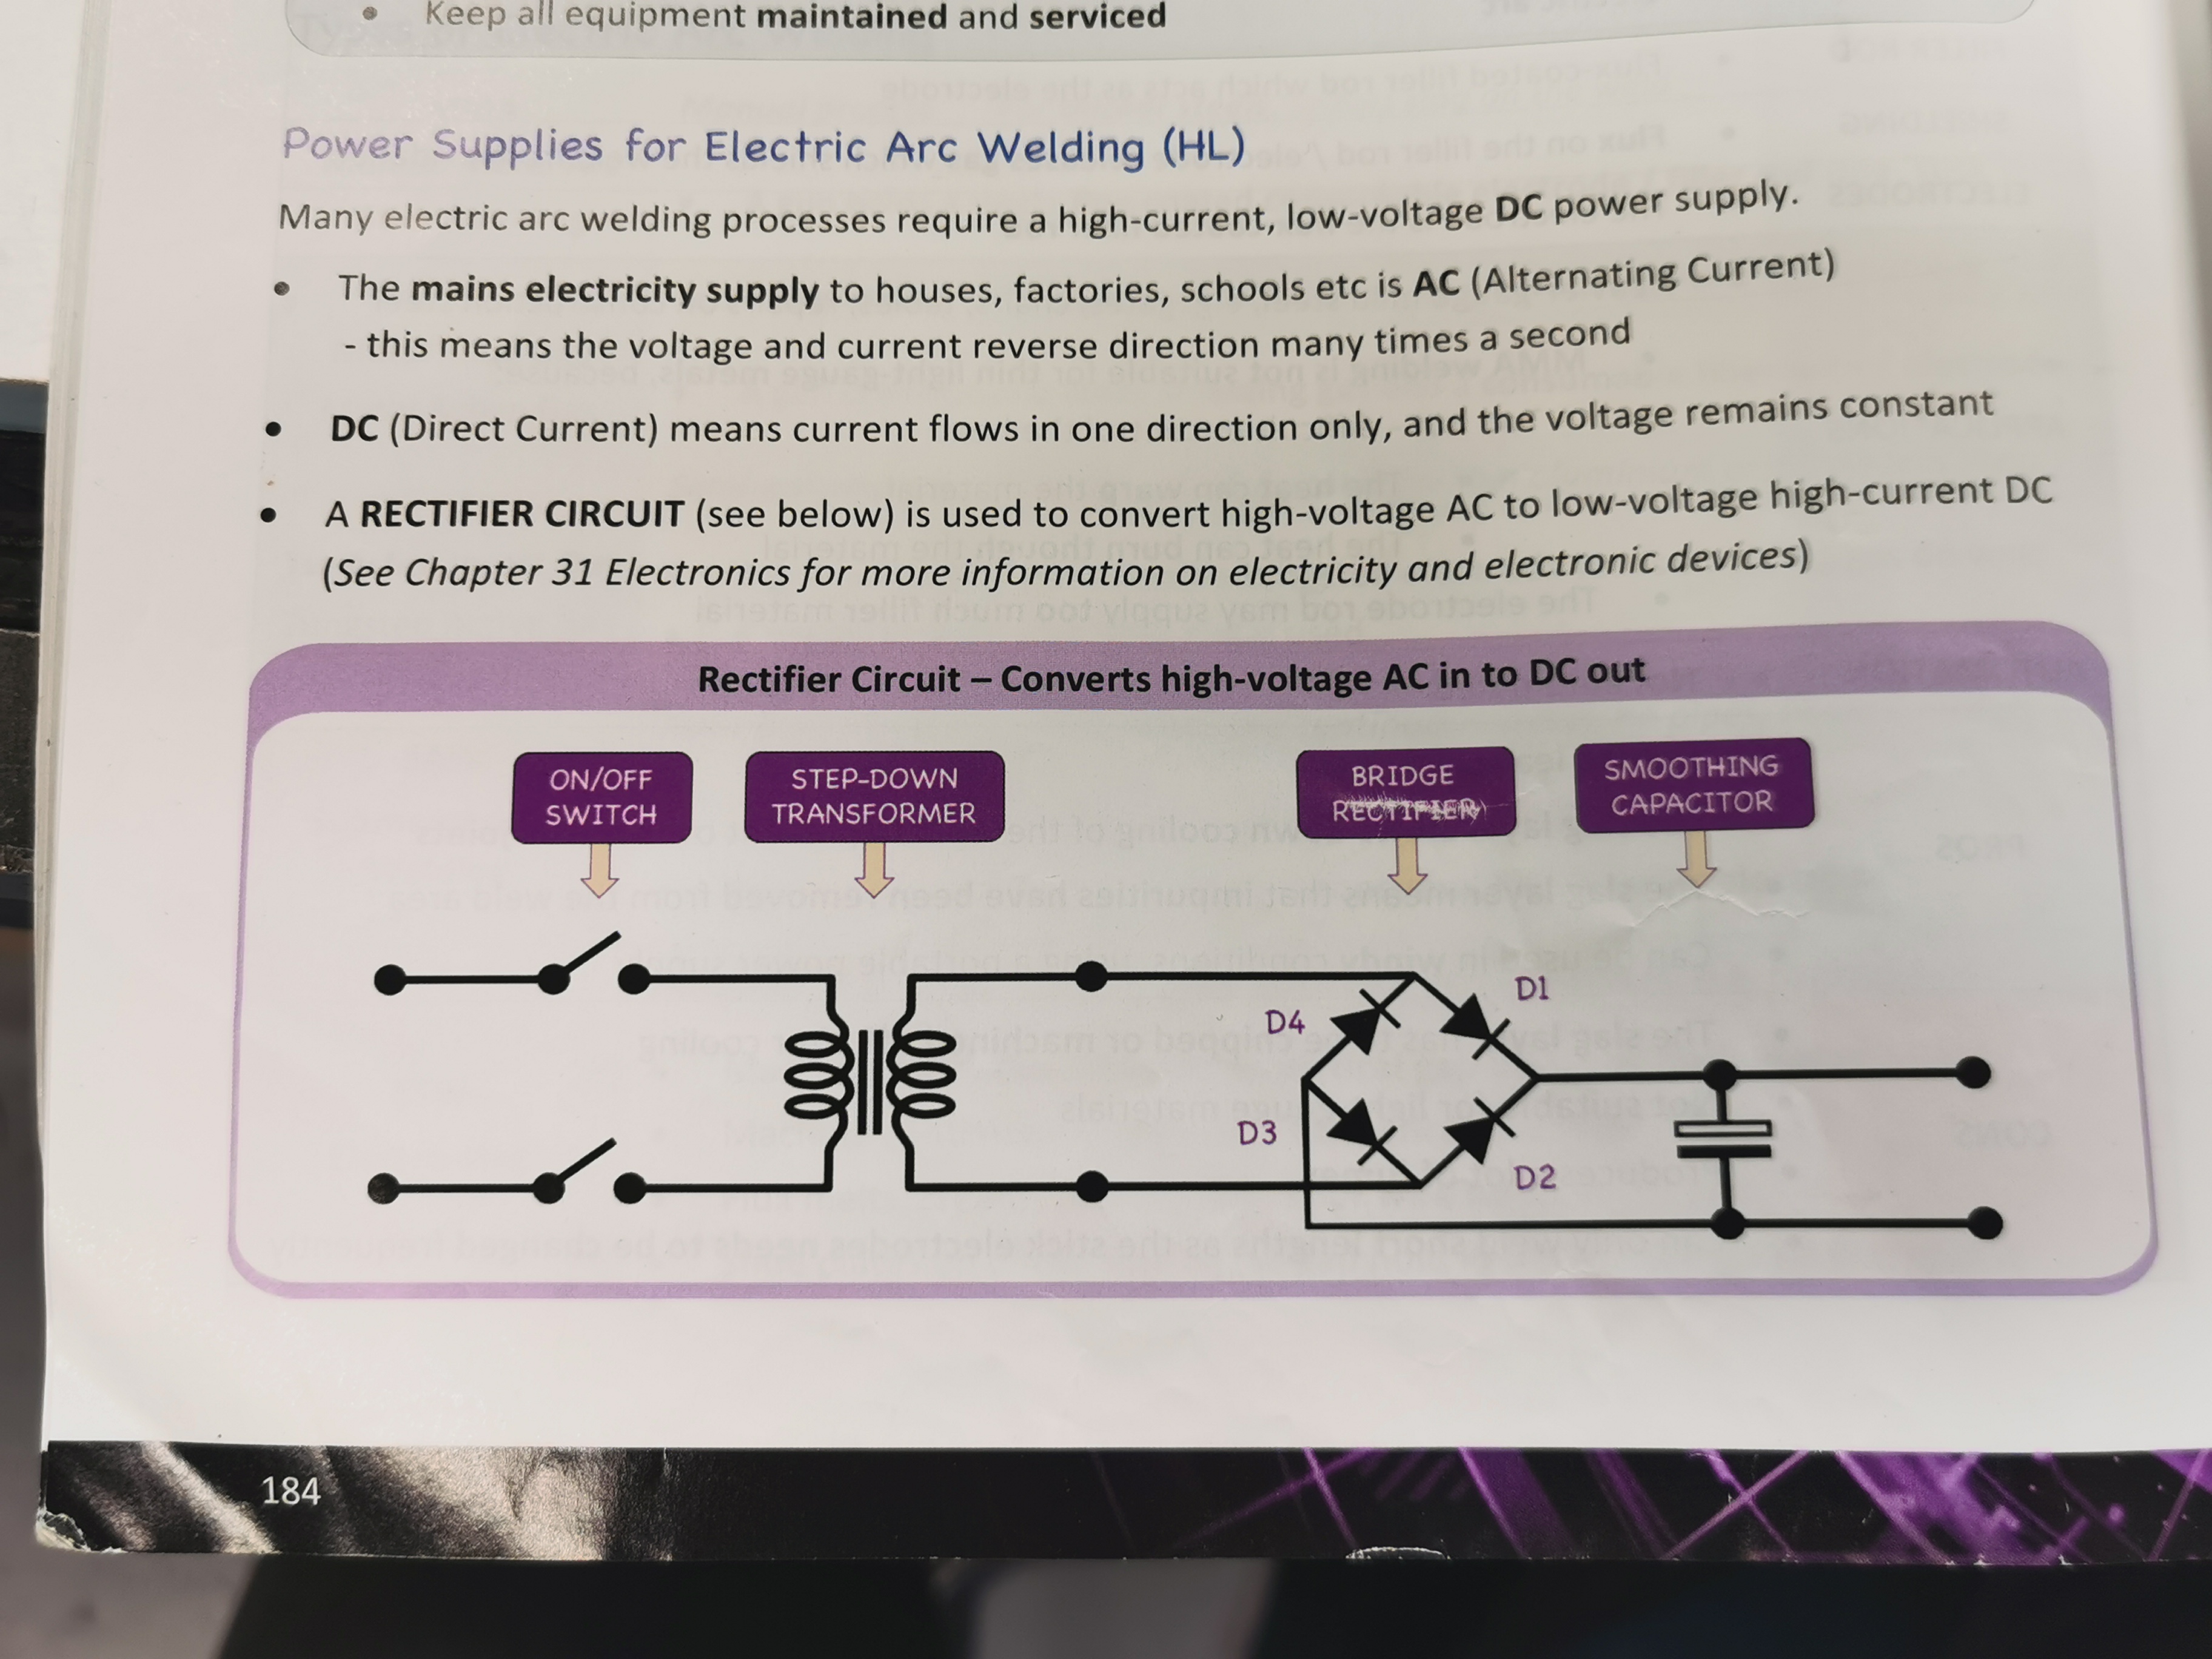 • Keep all equipment maintained and serviced
Power Supplies for Electric Arc Welding (HL)
Many electric arc welding processes require a high-current, low-voltage DC power supply.
• The mains electricity supply to houses, factories, schools etc is AC (Alternating Current)
- this means the voltage and current reverse direction many times a second
• DC (Direct Current) means current flows in one direction only, and the voltage remains constant
• A RECTIFIER CIRCUIT (see below) is used to convert high-voltage AC to low-voltage high-current DC
(See Chapter 31 Electronics for more information on electricity and electronic devices)
Rectifier Circuit – Converts high-voltage AC in to DC out
ON/OFF
SWITCH
STEP-DOWN
TRANSFORMER
BRIDGE
RECTIFIER
SMOOTHING
CAPACITOR
D1
D4
D3
D2
184